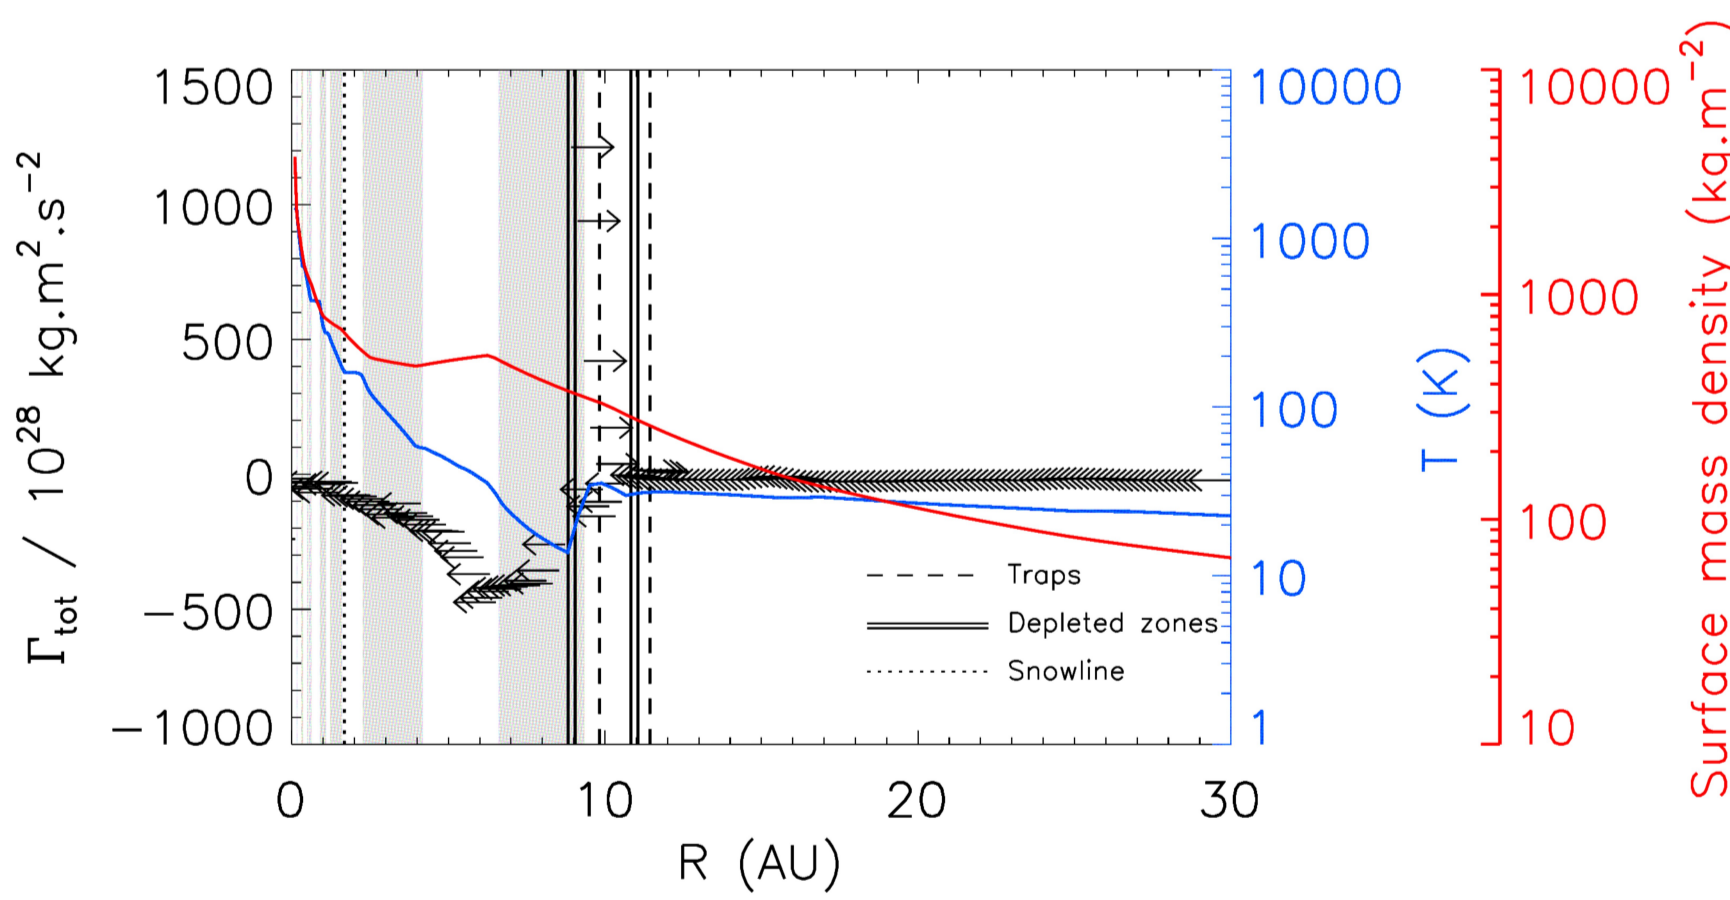 1500
1000
500
0
−500
−1000
Γtot / 10^28 kg.m^2.s^−2
0 10 20 30
R (AU)
Traps
Depleted zones
Snowline
10000
1000
100
10
1
T (K)
10000
1000
100
10
Surface mass density (kg.m^−2)